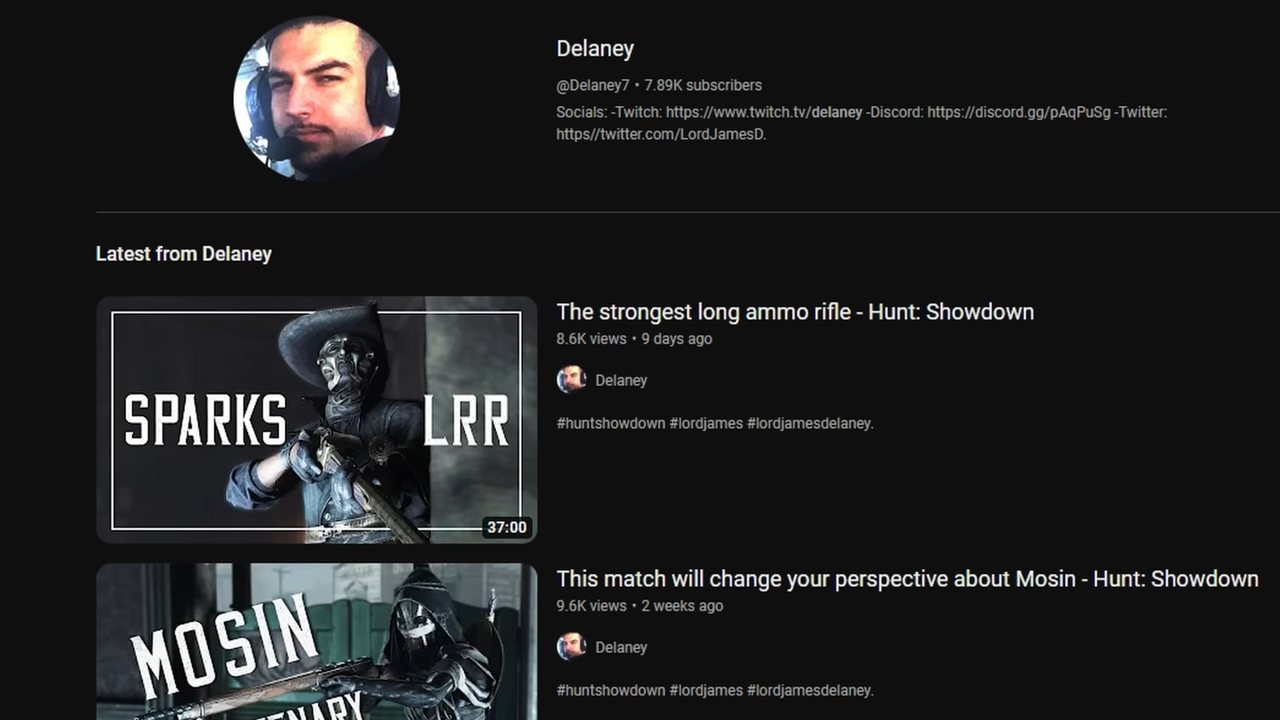 Delaney
@Delaney7 • 7.89K subscribers
Socials: -Twitch: https://www.twitch.tv/delaney -Discord: https://discord.gg/pAqPuSg -Twitter:
https//twitter.com/LordJamesD.
Latest from Delaney
SPARKS LRR
37:00
The strongest long ammo rifle - Hunt: Showdown
8.6K views • 9 days ago
Delaney
#huntshowdown #lordjames #lordjamesdelaney.
MOSIN
This match will change your perspective about Mosin - Hunt: Showdown
9.6K views • 2 weeks ago
Delaney
#huntshowdown #lordjames #lordjamesdelaney.